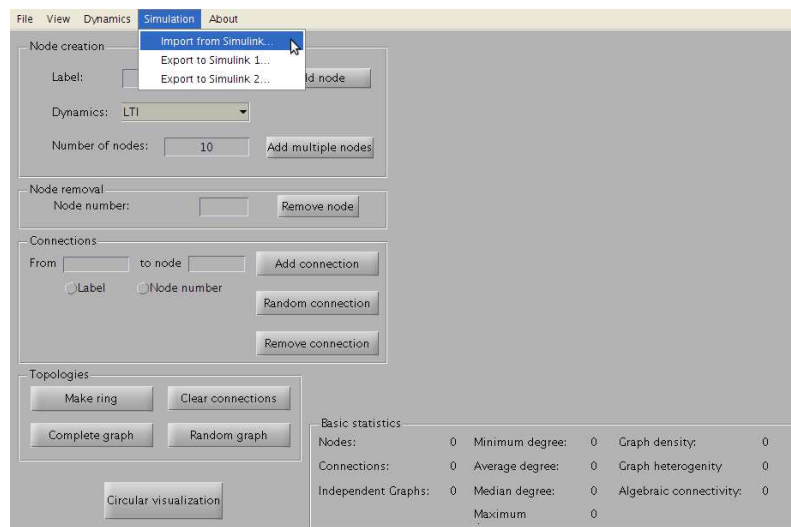 File View Dynamics Simulation About
Import from Simulink...
Export to Simulink 1...
Export to Simulink 2...
Node creation
Label:
d node
Dynamics: LTI
Number of nodes: 10 Add multiple nodes
Node removal
Node number: Remove node
Connections
From to node Add connection
Label Node number
Random connection
Remove connection
Topologies
Make ring Clear connections
Complete graph Random graph
Circular visualization
Basic statistics
Nodes: 0 Minimum degree: 0 Graph density: 0
Connections: 0 Average degree: 0 Graph heterogenity 0
Independent Graphs: 0 Median degree: 0 Algebraic connectivity: 0
Maximum 0